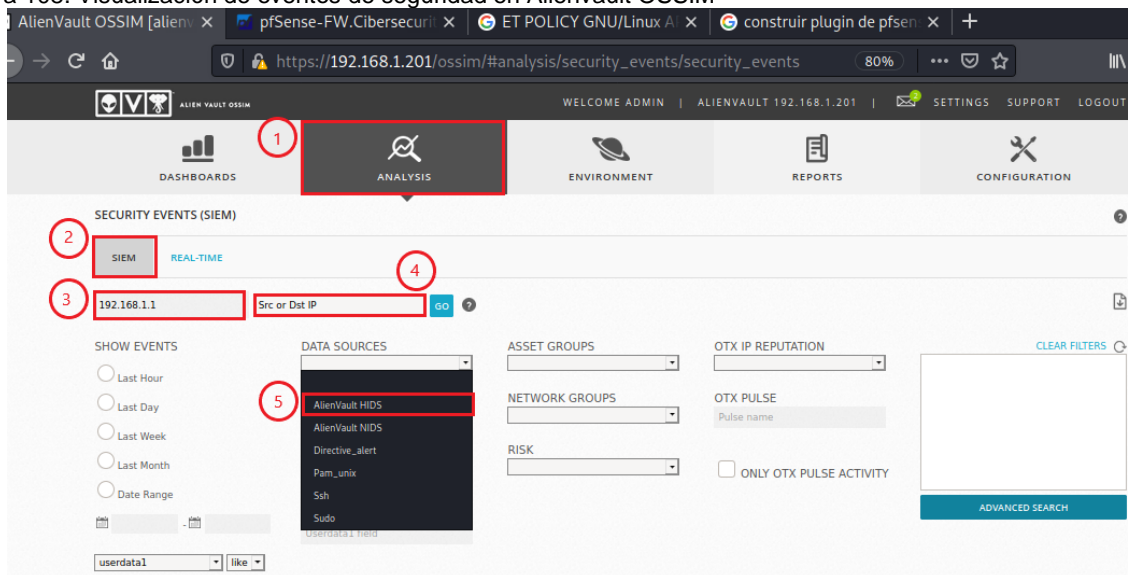 a 108. Visualización de eventos de seguridad en Alienvault OSSIM
AlienVault OSSIM [alienv
pfSense-FW.Cibersecurit
ET POLICY GNU/Linux A
construir plugin de pfsens
https://192.168.1.201/ossim/#analysis/security_events/security_events
80%
ALIEN VAULT OSSIM
WELCOME ADMIN | ALIENVAULT 192.168.1.201 | SETTINGS SUPPORT LOGOUT
1
DASHBOARDS
ANALYSIS
ENVIRONMENT
REPORTS
CONFIGURATION
SECURITY EVENTS (SIEM)
2
SIEM
REAL-TIME
4
3
192.168.1.1
Src or Dst IP
GO
SHOW EVENTS
Last Hour
Last Day
Last Week
Last Month
Date Range
-
userdata1
like
DATA SOURCES
5
AlienVault HIDS
AlienVault NIDS
Directive_alert
Pam_unix
Ssh
Sudo
Userdata1 field
ASSET GROUPS
NETWORK GROUPS
RISK
OTX IP REPUTATION
OTX PULSE
Pulse name
ONLY OTX PULSE ACTIVITY
CLEAR FILTERS
ADVANCED SEARCH